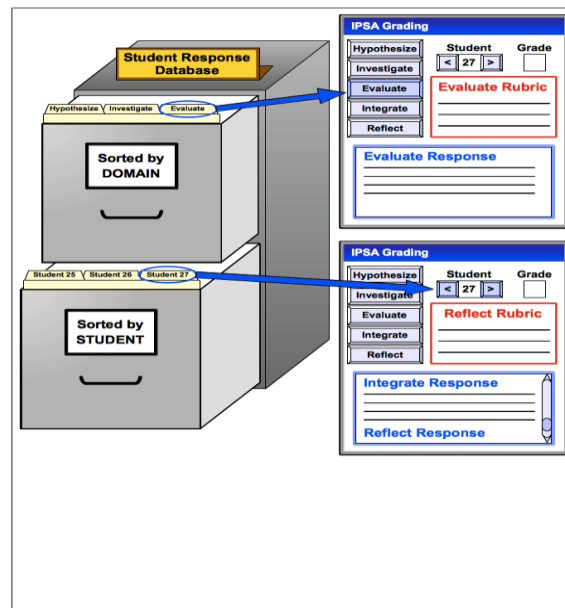 Student Response
Database
Hypothesize Investigate Evaluate
Sorted by
DOMAIN
Student 25 Student 26 Student 27
Sorted by
STUDENT
IPSA Grading
Hypothesize
Investigate
Evaluate
Integrate
Reflect
Student Grade
< 27 >
Evaluate Rubric
Evaluate Response
IPSA Grading
Hypothesize
Investigate
Evaluate
Integrate
Reflect
Student Grade
< 27 >
Reflect Rubric
Integrate Response
Reflect Response